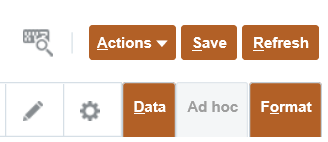 Actions Save Refresh
Data Ad hoc Format